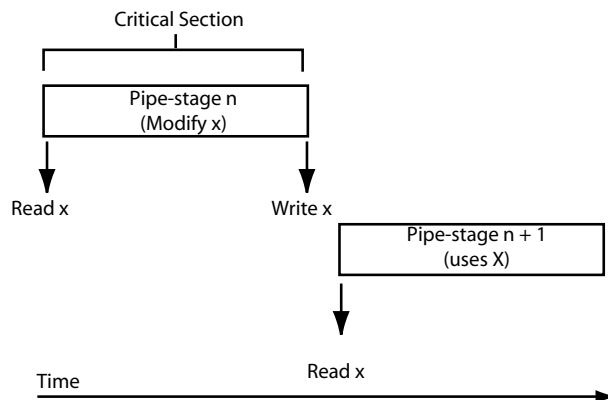 Critical Section
Pipe-stage n
(Modify x)
Read x
Write x
Pipe-stage n + 1
(uses X)
Read x
Time